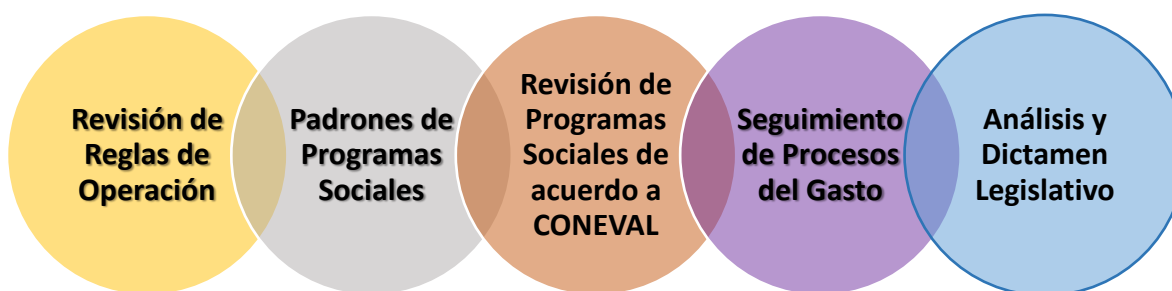 Revisión de
Reglas de
Operación
Padrones de
Programas
Sociales
Revisión de
Programas
Sociales de
acuerdo a
CONEVAL
Seguimiento
de Procesos
del Gasto
Análisis y
Dictamen
Legislativo